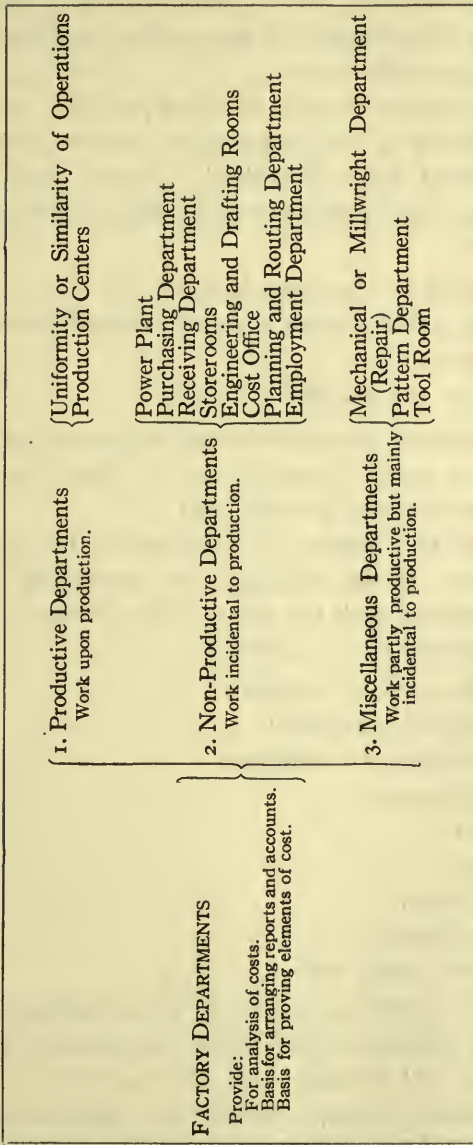 FACTORY DEPARTMENTS
Provide:
For analysis of costs.
Basis for arranging reports and accounts.
Basis for proving elements of cost.
1. Productive Departments
Work upon production.
Uniformity or Similarity of Operations
Production Centers
2. Non-Productive Departments
Work incidental to production.
Power Plant
Purchasing Department
Receiving Department
Storerooms
Engineering and Drafting Rooms
Cost Office
Planning and Routing Department
Employment Department
3. Miscellaneous Departments
Work partly productive but mainly
incidental to production.
Mechanical or Millwright Department
(Repair)
Pattern Department
Tool Room